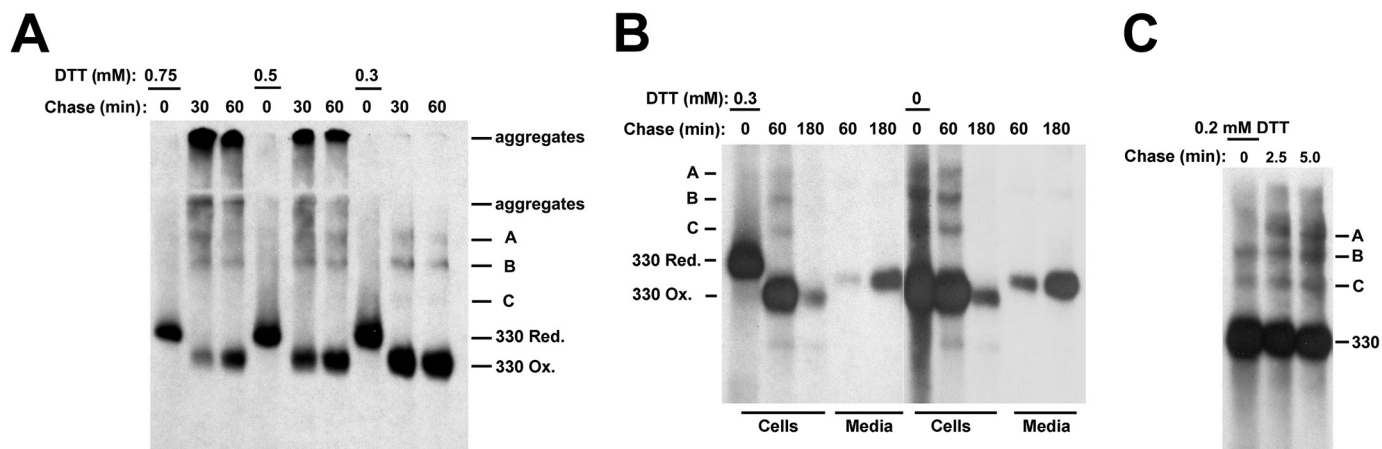 A
DTT (mM): 0.75 0.5 0.3
Chase (min): 0 30 60 0 30 60 0 30 60
aggregates
aggregates
A
B
C
330 Red.
330 Ox.
B
DTT (mM): 0.3 0
Chase (min): 0 60 180 60 180 0 60 180 60 180
A
B
C
330 Red.
330 Ox.
Cells Media Cells Media
C
0.2 mM DTT
Chase (min): 0 2.5 5.0
A
B
C
330